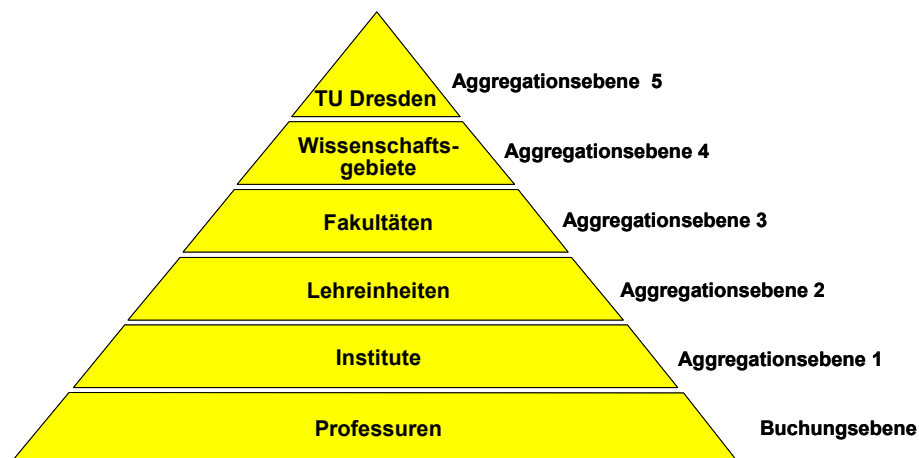 TU Dresden
Aggregationsebene 5
Wissenschafts-
gebiete
Aggregationsebene 4
Fakultäten
Aggregationsebene 3
Lehreinheiten
Aggregationsebene 2
Institute
Aggregationsebene 1
Professuren
Buchungsebene